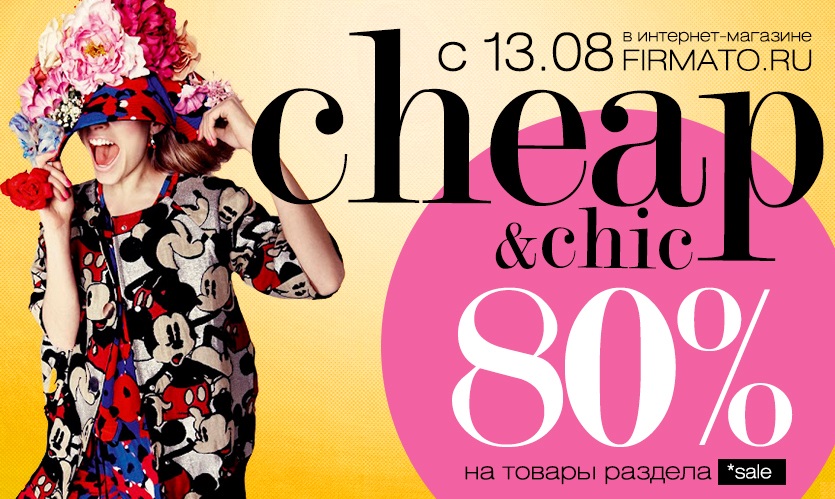 с 13.08 в интернет-магазине
FIRMATO.RU
cheap
&chic
80%
на товары раздела *sale